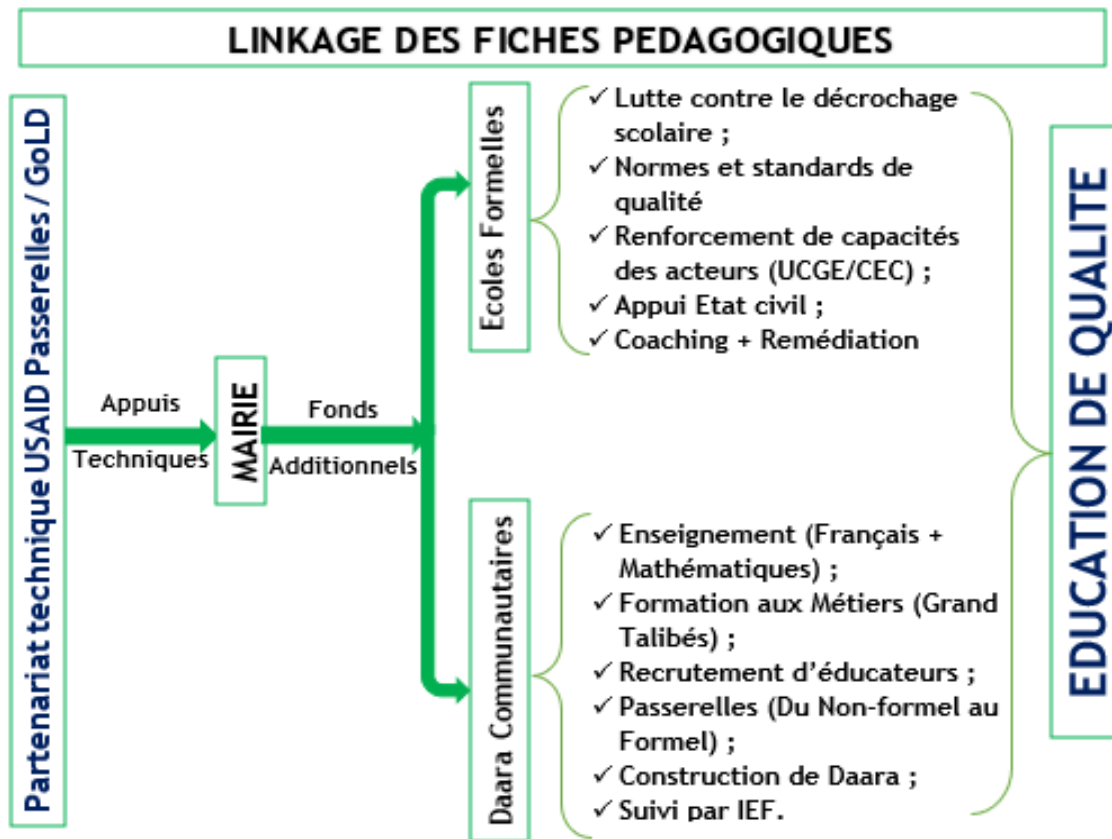 LINKAGE DES FICHES PEDAGOGIQUES
Partenariat technique USAID Passerelles / GoLD
Appuis
Techniques
MAIRIE
Fonds
Additionnels
Ecoles Formelles
✓ Lutte contre le décrochage
scolaire ;
✓ Normes et standards de
qualité
✓ Renforcement de capacités
des acteurs (UCGE/CEC) ;
✓ Appui Etat civil ;
✓ Coaching + Remédiation
Daara Communautaires
✓ Enseignement (Français +
Mathématiques) ;
✓ Formation aux Métiers (Grand
Talibés) ;
✓ Recrutement d'éducateurs ;
✓ Passerelles (Du Non-formel au
Formel) ;
✓ Construction de Daara ;
✓ Suivi par IEF.
EDUCATION DE QUALITE